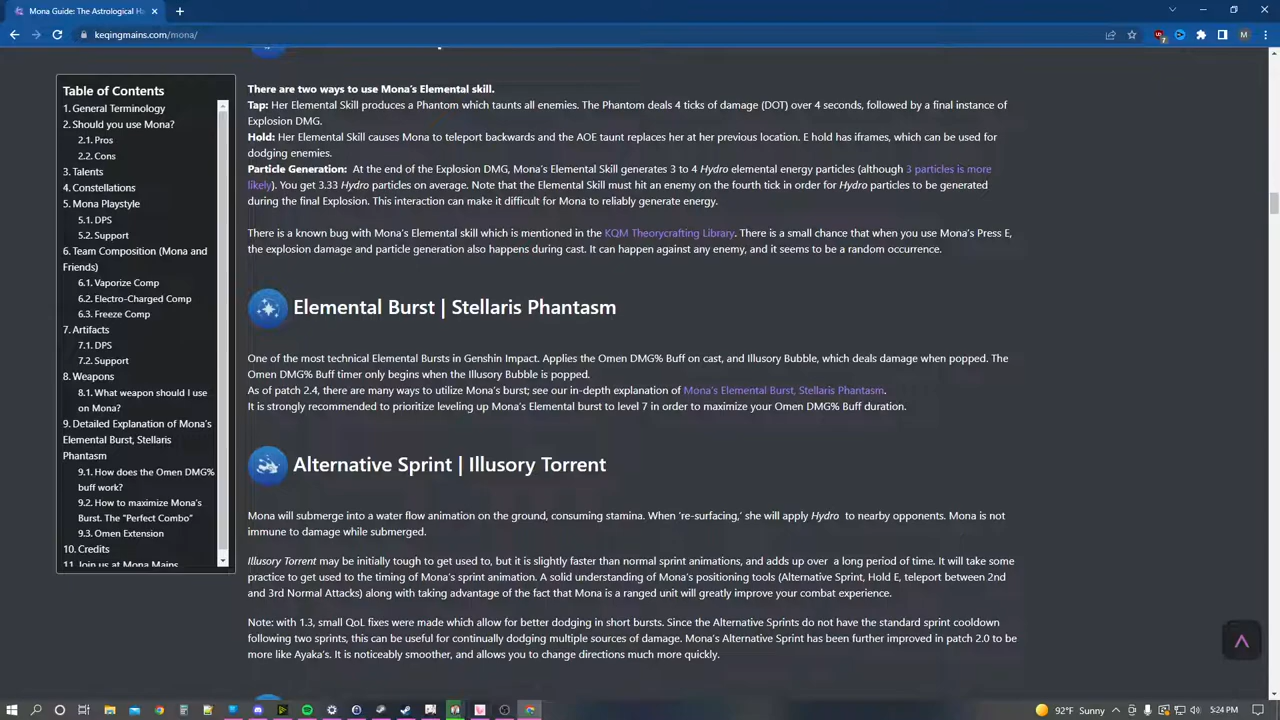 Mona Guide: The Astrological Ha
keqingmains.com/mona/
Table of Contents
1. General Terminology
2. Should you use Mona?
2.1. Pros
2.2. Cons
3. Talents
4. Constellations
5. Mona Playstyle
5.1. DPS
5.2. Support
6. Team Composition (Mona and
Friends)
6.1. Vaporize Comp
6.2. Electro-Charged Comp
6.3. Freeze Comp
7. Artifacts
7.1. DPS
7.2. Support
8. Weapons
8.1. What weapon should I use
on Mona?
9. Detailed Explanation of Mona's
Elemental Burst, Stellaris
Phantasm
9.1. How does the Omen DMG%
buff work?
9.2. How to maximize Mona's
Burst. The "Perfect Combo"
9.3. Omen Extension
10. Credits
11. Join us at Mona Mains
There are two ways to use Mona's Elemental skill.
Tap: Her Elemental Skill produces a Phantom which taunts all enemies. The Phantom deals 4 ticks of damage (DOT) over 4 seconds, followed by a final instance of
Explosion DMG.
Hold: Her Elemental Skill causes Mona to teleport backwards and the AOE taunt replaces her at her previous location. E hold has iframes, which can be used for
dodging enemies.
Particle Generation: At the end of the Explosion DMG, Mona's Elemental Skill generates 3 to 4 Hydro elemental energy particles (although 3 particles is more
likely). You get 3.33 Hydro particles on average. Note that the Elemental Skill must hit an enemy on the fourth tick in order for Hydro particles to be generated
during the final Explosion. This interaction can make it difficult for Mona to reliably generate energy.
There is a known bug with Mona's Elemental skill which is mentioned in the KQM Theorycrafting Library. There is a small chance that when you use Mona's Press E,
the explosion damage and particle generation also happens during cast. It can happen against any enemy, and it seems to be a random occurrence.
Elemental Burst | Stellaris Phantasm
One of the most technical Elemental Bursts in Genshin Impact. Applies the Omen DMG% Buff on cast, and Illusory Bubble, which deals damage when popped. The
Omen DMG% Buff timer only begins when the Illusory Bubble is popped.
As of patch 2.4, there are many ways to utilize Mona's burst; see our in-depth explanation of Mona's Elemental Burst, Stellaris Phantasm.
It is strongly recommended to prioritize leveling up Mona's Elemental burst to level 7 in order to maximize your Omen DMG% Buff duration.
Alternative Sprint | Illusory Torrent
Mona will submerge into a water flow animation on the ground, consuming stamina. When 're-surfacing,' she will apply Hydro to nearby opponents. Mona is not
immune to damage while submerged.
Illusory Torrent may be initially tough to get used to, but it is slightly faster than normal sprint animations, and adds up over a long period of time. It will take some
practice to get used to the timing of Mona's sprint animation. A solid understanding of Mona's positioning tools (Alternative Sprint, Hold E, teleport between 2nd
and 3rd Normal Attacks) along with taking advantage of the fact that Mona is a ranged unit will greatly improve your combat experience.
Note: with 1.3, small QoL fixes were made which allow for better dodging in short bursts. Since the Alternative Sprints do not have the standard sprint cooldown
following two sprints, this can be useful for continually dodging multiple sources of damage. Mona's Alternative Sprint has been further improved in patch 2.0 to be
more like Ayaka's. It is noticeably smoother, and allows you to change directions much more quickly.
92°F Sunny
5:24 PM